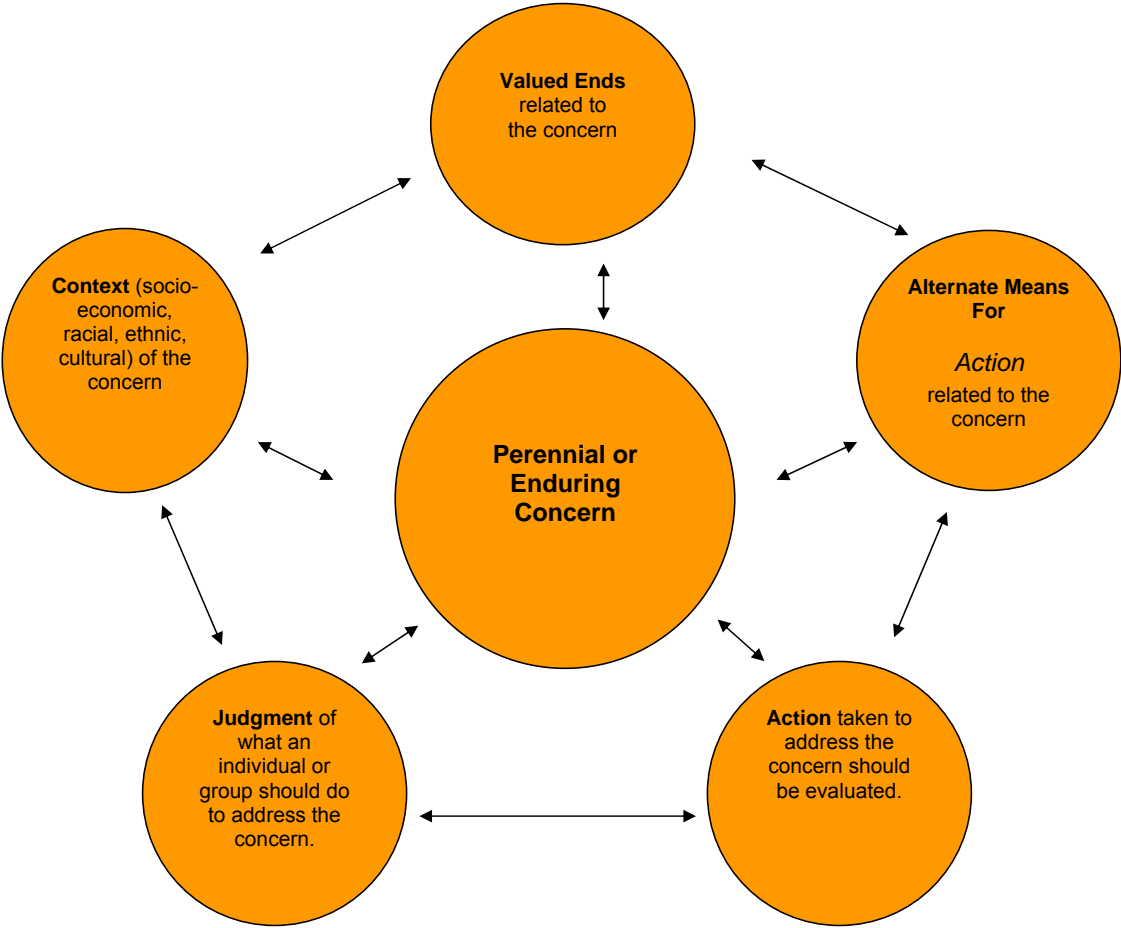 Valued Ends
related to
the concern
Context (socio-
economic,
racial, ethnic,
cultural) of the
concern
Alternate Means
For
Action
related to the
concern
Perennial or
Enduring
Concern
Judgment of
what an
individual or
group should do
to address the
concern.
Action taken to
address the
concern should
be evaluated.